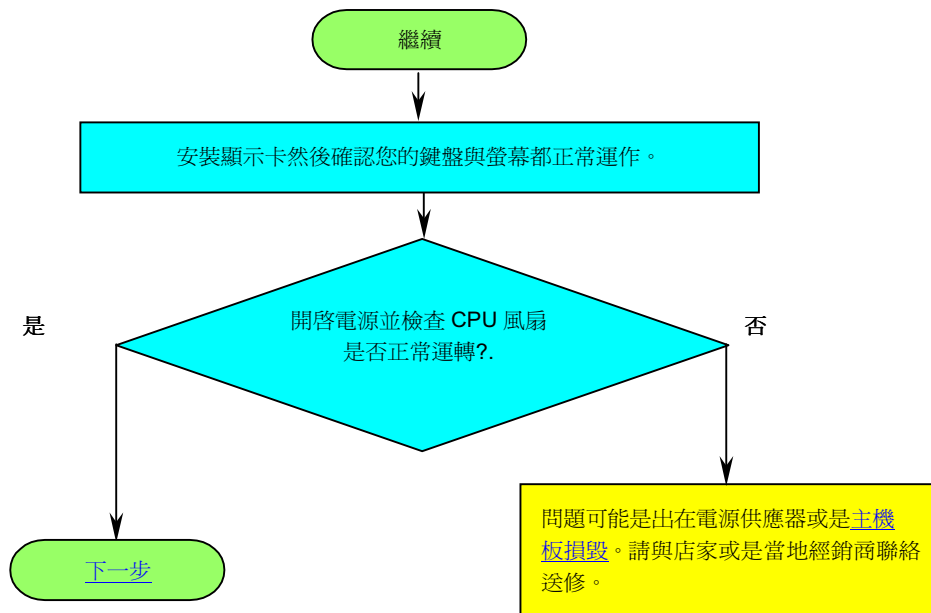 繼續
安裝顯示卡然後確認您的鍵盤與螢幕都正常運作。
是
開啓電源並檢查 CPU 風扇
是否正常運轉?.
否
問題可能是出在電源供應器或是主機
板損毀。請與店家或是當地經銷商聯絡
送修。
下一步